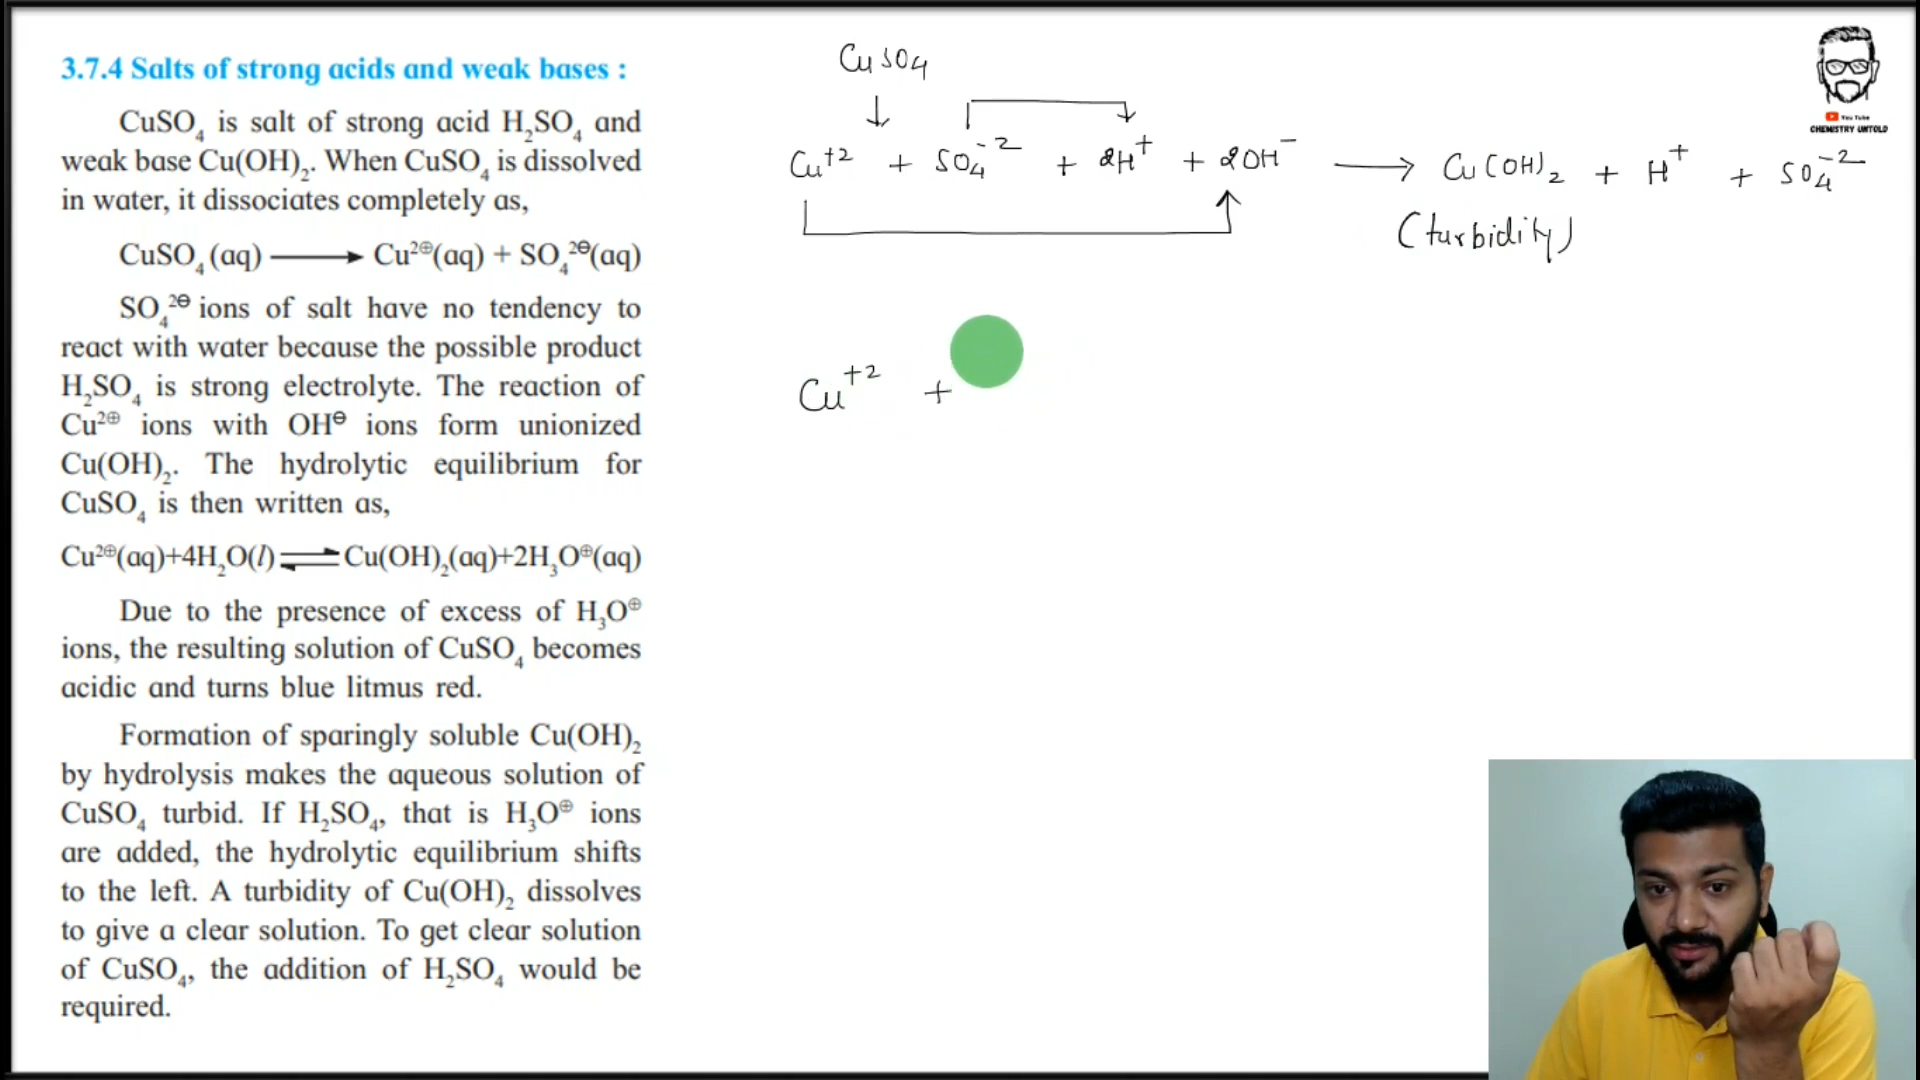 3.7.4 Salts of strong acids and weak bases :
CuSO₄ is salt of strong acid H₂SO₄ and
weak base Cu(OH)₂. When CuSO₄ is dissolved
in water, it dissociates completely as,
CuSO₄ (aq) ⟶ Cu²⊕(aq) + SO₄²⊖(aq)
SO₄²⊖ ions of salt have no tendency to
react with water because the possible product
H₂SO₄ is strong electrolyte. The reaction of
Cu²⊕ ions with OH⊖ ions form unionized
Cu(OH)₂. The hydrolytic equilibrium for
CuSO₄ is then written as,
Cu²⊕(aq)+4H₂O(l) ⇌ Cu(OH)₂(aq)+2H₃O⊕(aq)
Due to the presence of excess of H₃O⊕
ions, the resulting solution of CuSO₄ becomes
acidic and turns blue litmus red.
Formation of sparingly soluble Cu(OH)₂
by hydrolysis makes the aqueous solution of
CuSO₄ turbid. If H₂SO₄, that is H₃O⊕ ions
are added, the hydrolytic equilibrium shifts
to the left. A turbidity of Cu(OH)₂ dissolves
to give a clear solution. To get clear solution
of CuSO₄, the addition of H₂SO₄ would be
required.
CuSO₄
↓
Cu⁺² + SO₄⁻² + 2H⁺ + 2OH⁻ ⟶ Cu(OH)₂ + H⁺ + SO₄⁻²
(turbidity)
Cu⁺² +
You Tube
CHEMISTRY UNTOLD